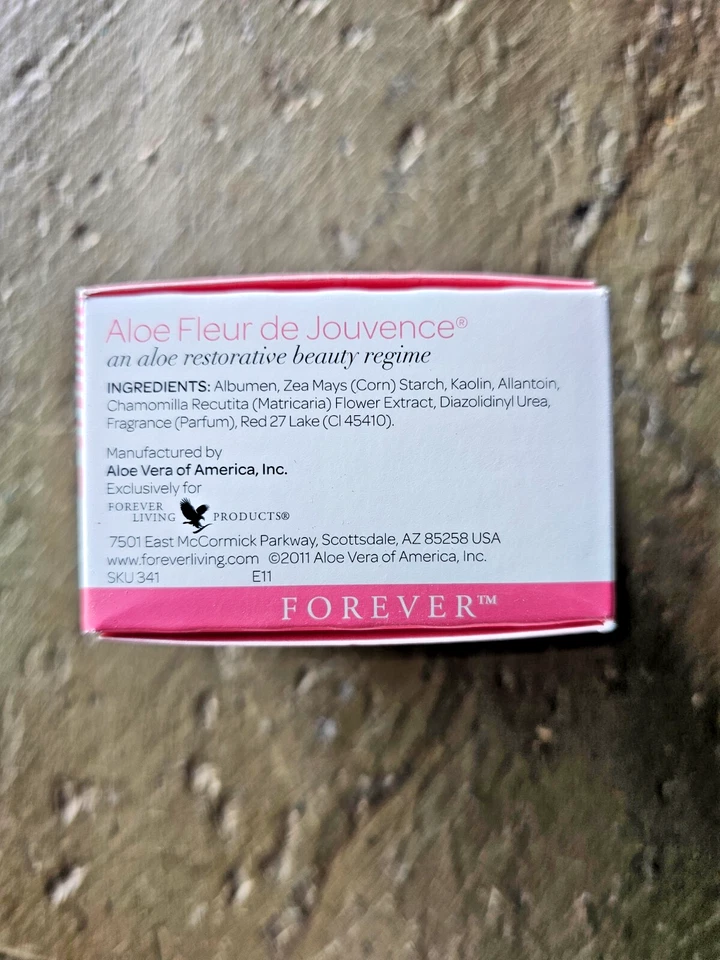 Aloe Fleur de Jouvence®
an aloe restorative beauty regime
INGREDIENTS: Albumen, Zea Mays (Corn) Starch, Kaolin, Allantoin,
Chamomilla Recutita (Matricaria) Flower Extract, Diazolidinyl Urea,
Fragrance (Parfum), Red 27 Lake (CI 45410).
Manufactured by
Aloe Vera of America, Inc.
Exclusively for
FOREVER
LIVING PRODUCTS®
7501 East McCormick Parkway, Scottsdale, AZ 85258 USA
www.foreverliving.com ©2011 Aloe Vera of America, Inc.
SKU 341 E11
FOREVER™